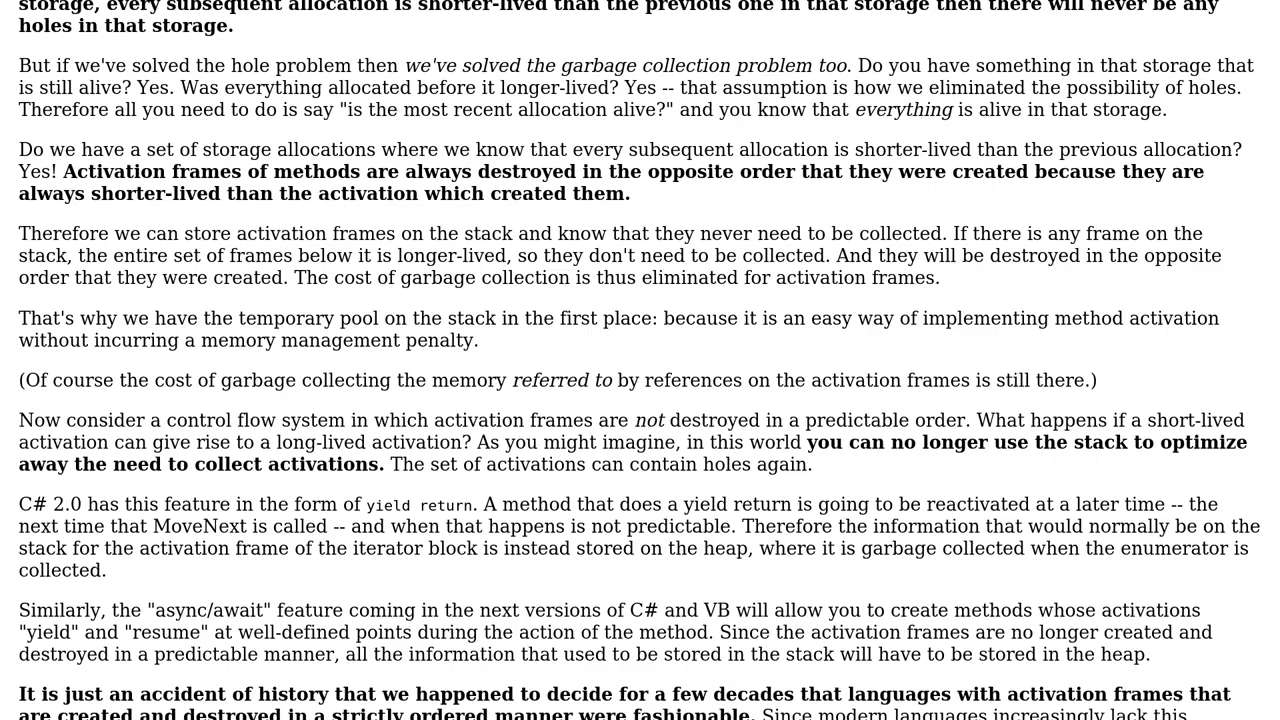 storage, every subsequent allocation is shorter-lived than the previous one in that storage then there will never be any
holes in that storage.
But if we've solved the hole problem then we've solved the garbage collection problem too. Do you have something in that storage that
is still alive? Yes. Was everything allocated before it longer-lived? Yes -- that assumption is how we eliminated the possibility of holes.
Therefore all you need to do is say "is the most recent allocation alive?" and you know that everything is alive in that storage.
Do we have a set of storage allocations where we know that every subsequent allocation is shorter-lived than the previous allocation?
Yes! Activation frames of methods are always destroyed in the opposite order that they were created because they are
always shorter-lived than the activation which created them.
Therefore we can store activation frames on the stack and know that they never need to be collected. If there is any frame on the
stack, the entire set of frames below it is longer-lived, so they don't need to be collected. And they will be destroyed in the opposite
order that they were created. The cost of garbage collection is thus eliminated for activation frames.
That's why we have the temporary pool on the stack in the first place: because it is an easy way of implementing method activation
without incurring a memory management penalty.
(Of course the cost of garbage collecting the memory referred to by references on the activation frames is still there.)
Now consider a control flow system in which activation frames are not destroyed in a predictable order. What happens if a short-lived
activation can give rise to a long-lived activation? As you might imagine, in this world you can no longer use the stack to optimize
away the need to collect activations. The set of activations can contain holes again.
C# 2.0 has this feature in the form of yield return. A method that does a yield return is going to be reactivated at a later time -- the
next time that MoveNext is called -- and when that happens is not predictable. Therefore the information that would normally be on the
stack for the activation frame of the iterator block is instead stored on the heap, where it is garbage collected when the enumerator is
collected.
Similarly, the "async/await" feature coming in the next versions of C# and VB will allow you to create methods whose activations
"yield" and "resume" at well-defined points during the action of the method. Since the activation frames are no longer created and
destroyed in a predictable manner, all the information that used to be stored in the stack will have to be stored in the heap.
It is just an accident of history that we happened to decide for a few decades that languages with activation frames that
are created and destroyed in a strictly ordered manner were fashionable. Since modern languages increasingly lack this